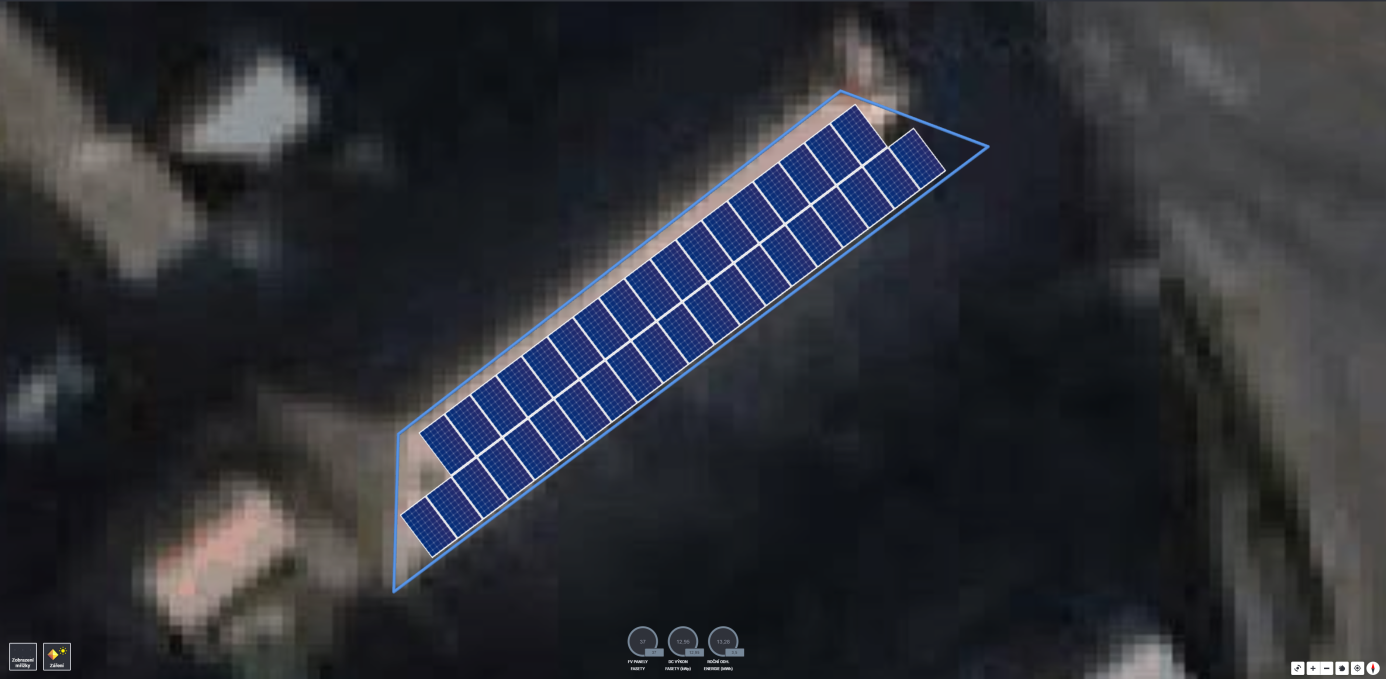 Zobrazení
mřížky
Záření
37
12,95
13,26
FV PANELY
FASETY
DC VÝKON
FASETY (kWp)
ROČNÍ ODH.
ENERGIE (MWh)